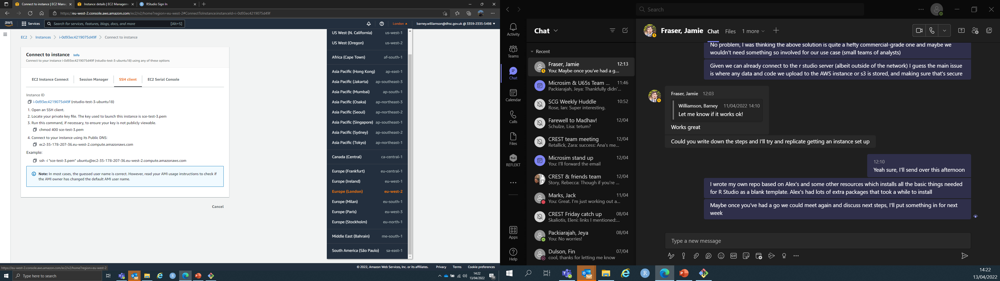 Connect to instance | EC2 Mana
Instance details | EC2 Managem
RStudio Sign In
https://eu-west-2.console.aws.amazon.com/ec2/v2/home?region=eu-west-2#ConnectToInstance:instanceId=i-0d93ec4219075d49f
aws
Services
Search for services, features, blogs, docs, and more
[Alt+S]
London
barney.williamson@dhsc.gov.uk @ 3359-2335-5498
EC2 > Instances > i-0d93ec4219075d49f > Connect to instance
Connect to instance Info
Connect to your instance i-0d93ec4219075d49f (rstudio-test-3-ubuntu18) using any of these options
EC2 Instance Connect
Session Manager
SSH client
EC2 Serial Console
Instance ID
i-0d93ec4219075d49f (rstudio-test-3-ubuntu18)
1. Open an SSH client.
2. Locate your private key file. The key used to launch this instance is sce-test-3.pem
3. Run this command, if necessary, to ensure your key is not publicly viewable.
chmod 400 sce-test-3.pem
4. Connect to your instance using its Public DNS:
ec2-35-178-207-36.eu-west-2.compute.amazonaws.com
Example:
ssh -i "sce-test-3.pem" ubuntu@ec2-35-178-207-36.eu-west-2.compute.amazonaws.com
Note: In most cases, the guessed user name is correct. However, read your AMI usage instructions to check if
the AMI owner has changed the default AMI user name.
Cancel
US West (N. California) us-west-1
US West (Oregon) us-west-2
Africa (Cape Town) af-south-1
Asia Pacific (Hong Kong) ap-east-1
Asia Pacific (Jakarta) ap-southeast-3
Asia Pacific (Mumbai) ap-south-1
Asia Pacific (Osaka) ap-northeast-3
Asia Pacific (Seoul) ap-northeast-2
Asia Pacific (Singapore) ap-southeast-1
Asia Pacific (Sydney) ap-southeast-2
Asia Pacific (Tokyo) ap-northeast-1
Canada (Central) ca-central-1
Europe (Frankfurt) eu-central-1
Europe (Ireland) eu-west-1
Europe (London) eu-west-2
Europe (Milan) eu-south-1
Europe (Paris) eu-west-3
Europe (Stockholm) eu-north-1
Middle East (Bahrain) me-south-1
South America (São Paulo) sa-east-1
https://eu-west-2.console.aws.amazon.com/ec2/v2/home?region=eu-west-2
© 2022, Amazon Web Services, Inc. or its affiliates.
Privacy
Terms
Cookie preferences
Type here to search
14:22
13/04/2022
19
Search
Activity
Teams
Chat
Calendar
Calls
Files
REFLEKT
Apps
Help
Chat
Recent
Fraser, Jamie 12:13
You: Maybe once you've had a g...
Microsim & U65s Team ... 11:46
Packiarajah, Jeya: Thankfully didn'...
SCG Weekly Huddle 10:52
Rose, Ian: Super interesting.
Farewell to Madhav! 12/04
Schulze, Lisa: tetum?
CREST team meeting 12/04
Retallick, Zara: success: Ana's me...
Microsim stand up 12/04
You: I'll forward the email
CREST & friends team 12/04
Story, Rebecca: Though if you're ...
Marks, Jack 11/04
You: Great. I'm just working out a...
CREST Friday catch up 08/04
Skaliotis, Eleni: links I mentioned:...
Packiarajah, Jeya 08/04
You: No worries!
Dulson, Fin 07/04
cool, thanks for letting me know
Fraser, Jamie Chat Files 1 more
No problem, I was thinking the above solution is quite a hefty commercial-grade one and maybe we
wouldn't need something so involved for our use case (small teams of analysts)
Given we can already connect to the r studio server (albeit outside of the network) I guess the main issue
is where any data and code we upload to the AWS instance or s3 is stored, and making sure that's secure
Fraser, Jamie 12:03
Williamson, Barney 11/04/2022 14:10
Let me know if it works ok!
Works great
Could you write down the steps and I'll try and replicate getting an instance set up
12:10
Yeah sure, I'll send over this afternoon
I wrote my own repo based on Alex's and some other resources which installs all the basic things needed
for R Studio as a blank template. Alex's had lots of extra packages that took a while to install
Maybe once you've had a go we could meet again and discuss next steps, I'll put something in for next
week
Type a new message
GIF
14:22
13/04/2022